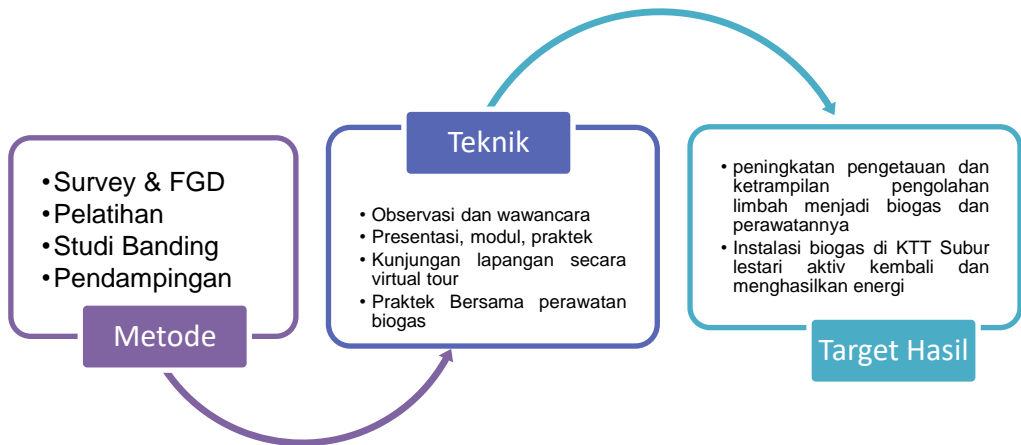 • Survey & FGD
• Pelatihan
• Studi Banding
• Pendampingan
Metode
Teknik
• Observasi dan wawancara
• Presentasi, modul, praktek
• Kunjungan lapangan secara
virtual tour
• Praktek Bersama perawatan
biogas
• peningkatan pengetauan dan
ketrampilan pengolahan
limbah menjadi biogas dan
perawatannya
• Instalasi biogas di KTT Subur
lestari aktiv kembali dan
menghasilkan energi
Target Hasil